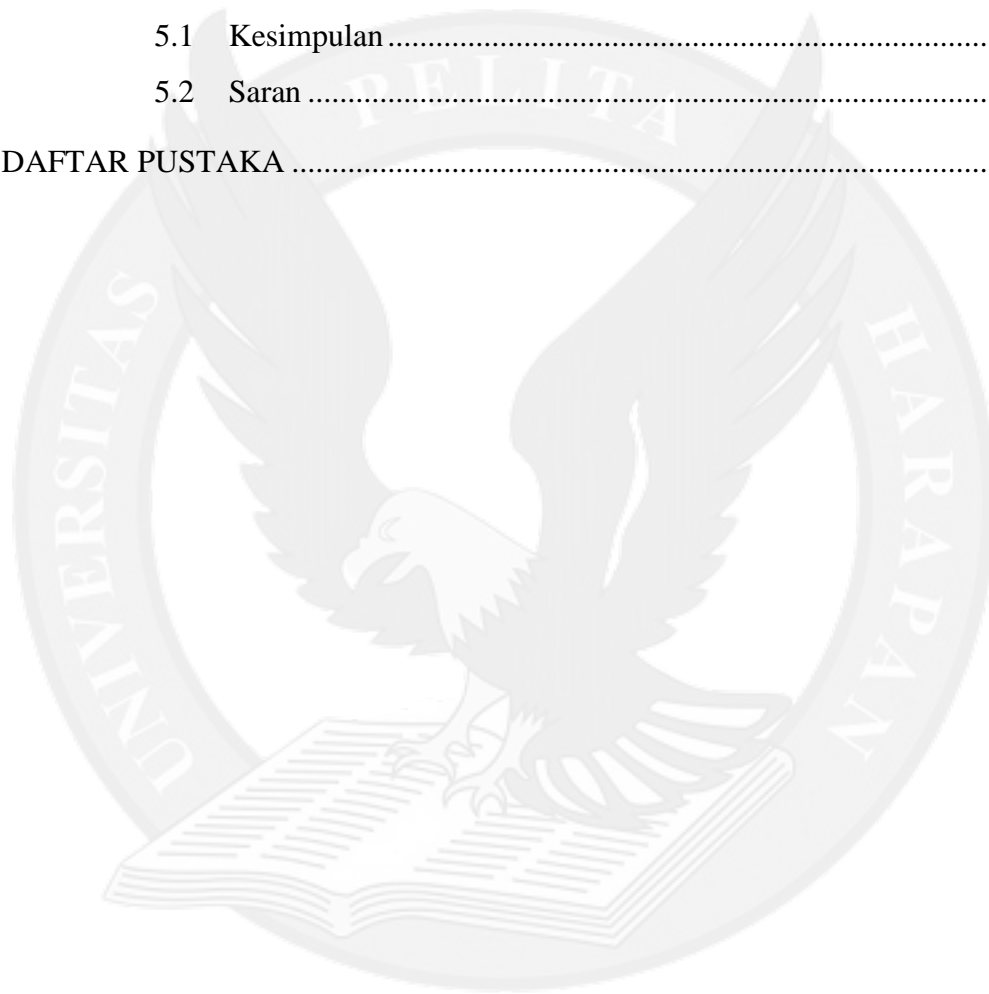 5.1 Kesimpulan........................................................................
5.2 Saran ...................................................................................
DAFTAR PUSTAKA .....................................................................................
UNIVERSITAS PELITA HARAPAN